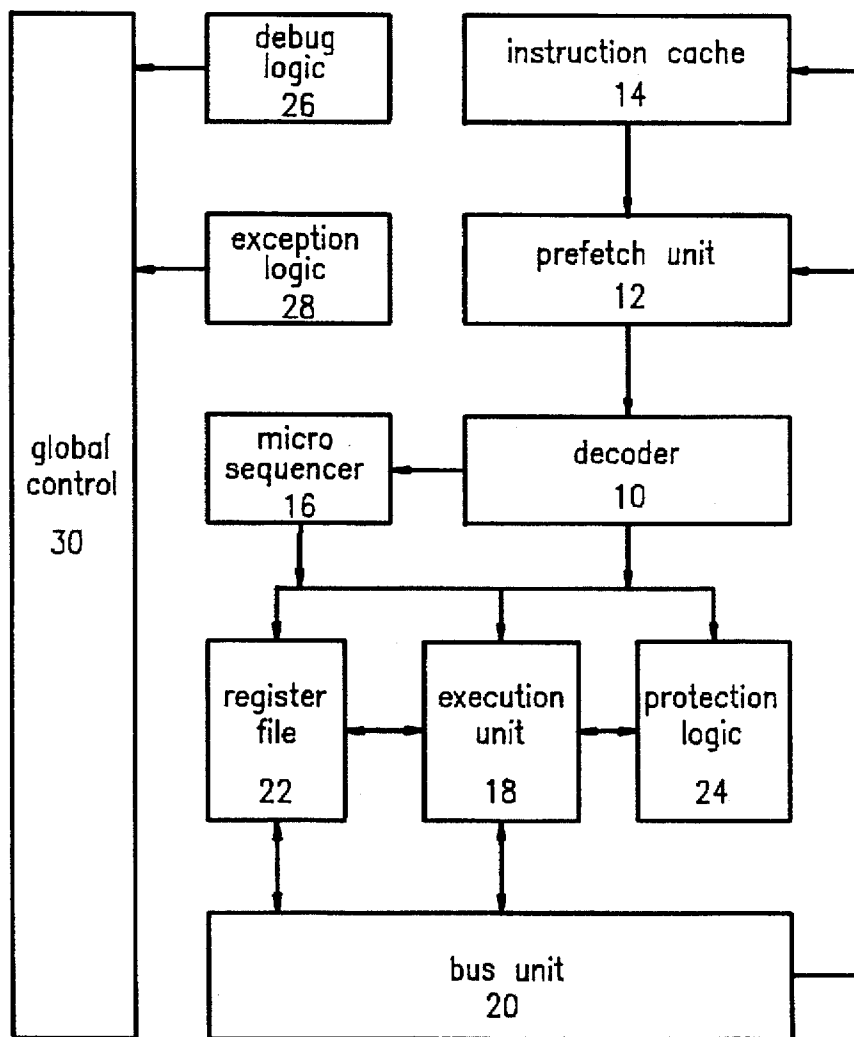 debug
logic
26
instruction cache
14
exception
logic
28
prefetch unit
12
global
control
30
micro
sequencer
16
decoder
10
register
file
22
execution
unit
18
protection
logic
24
bus unit
20